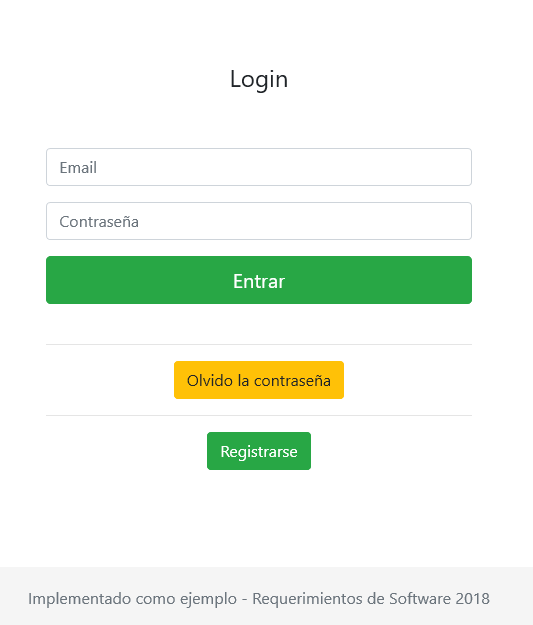 Login
Email
Contraseña
Entrar
Olvido la contraseña
Registrarse
Implementado como ejemplo - Requerimientos de Software 2018